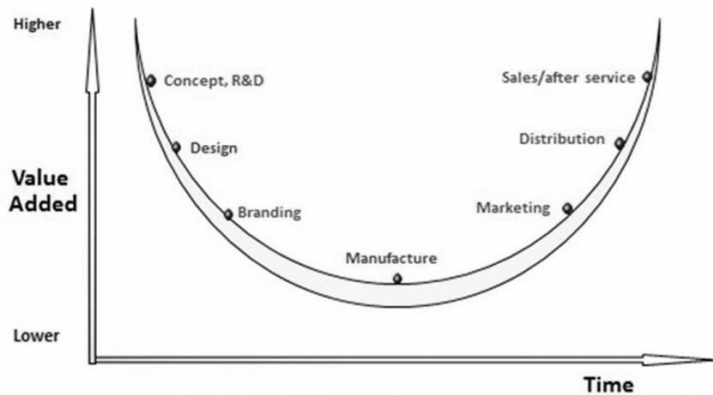 Higher
Concept, R&D
Sales/after service
Design
Distribution
Value
Added
Branding
Marketing
Manufacture
Lower
Time